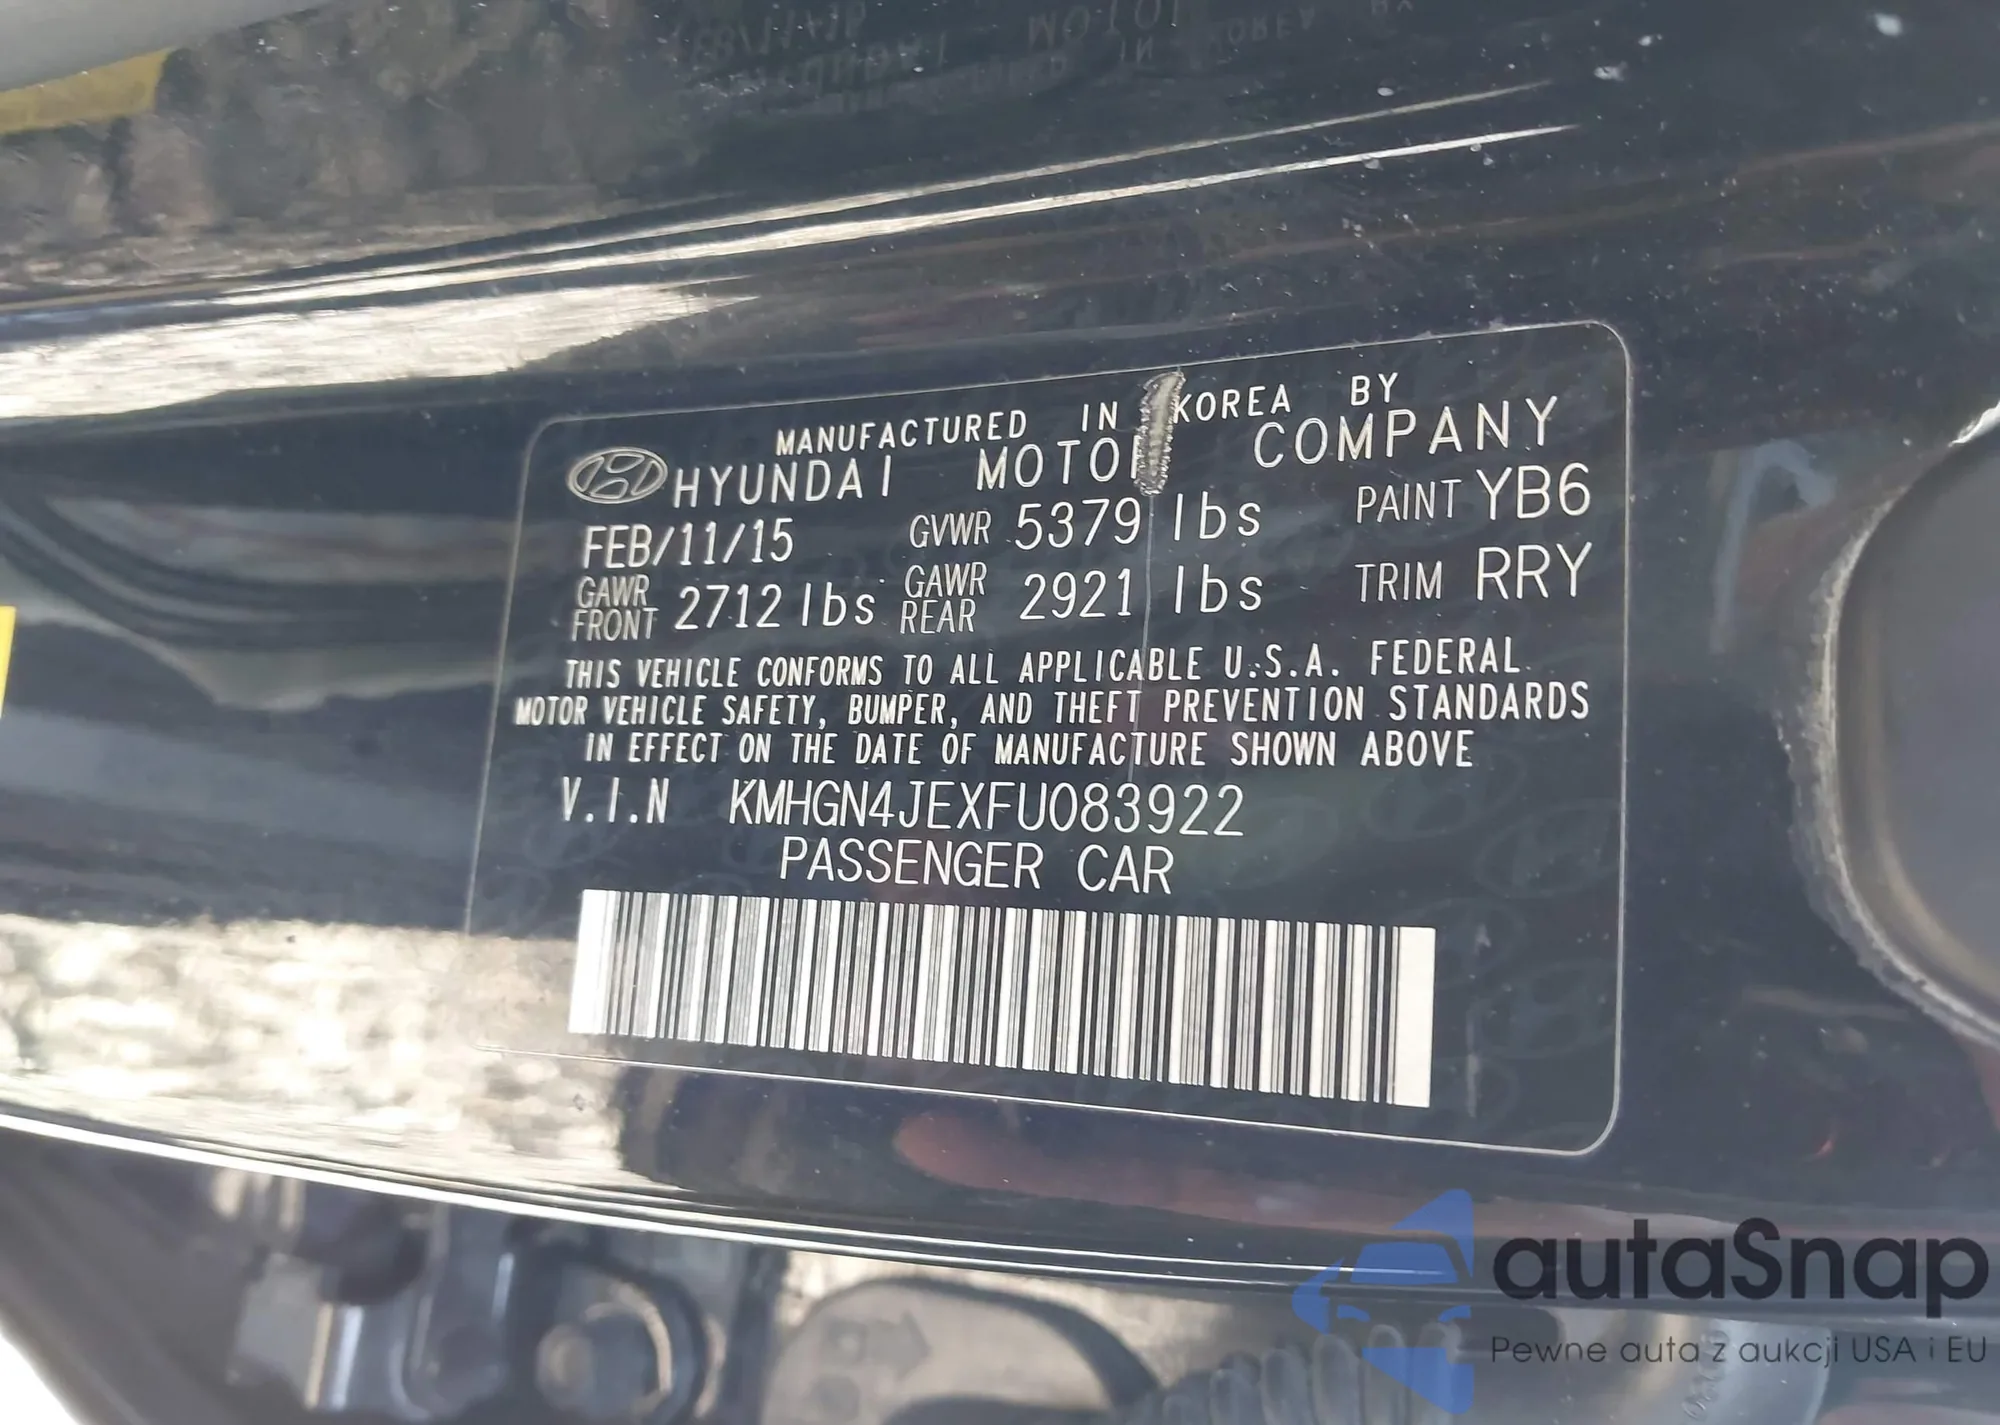 MANUFACTURED IN KOREA BY
HYUNDAI MOTOR COMPANY
FEB/11/15 GVWR 5379 lbs PAINT YB6
GAWR FRONT 2712 lbs GAWR REAR 2921 lbs TRIM RRY
THIS VEHICLE CONFORMS TO ALL APPLICABLE U.S.A. FEDERAL
MOTOR VEHICLE SAFETY, BUMPER, AND THEFT PREVENTION STANDARDS
IN EFFECT ON THE DATE OF MANUFACTURE SHOWN ABOVE
V.I.N KMHGN4JEXFU083922
PASSENGER CAR
autaSnap
Pewne auta z aukcji USA i EU